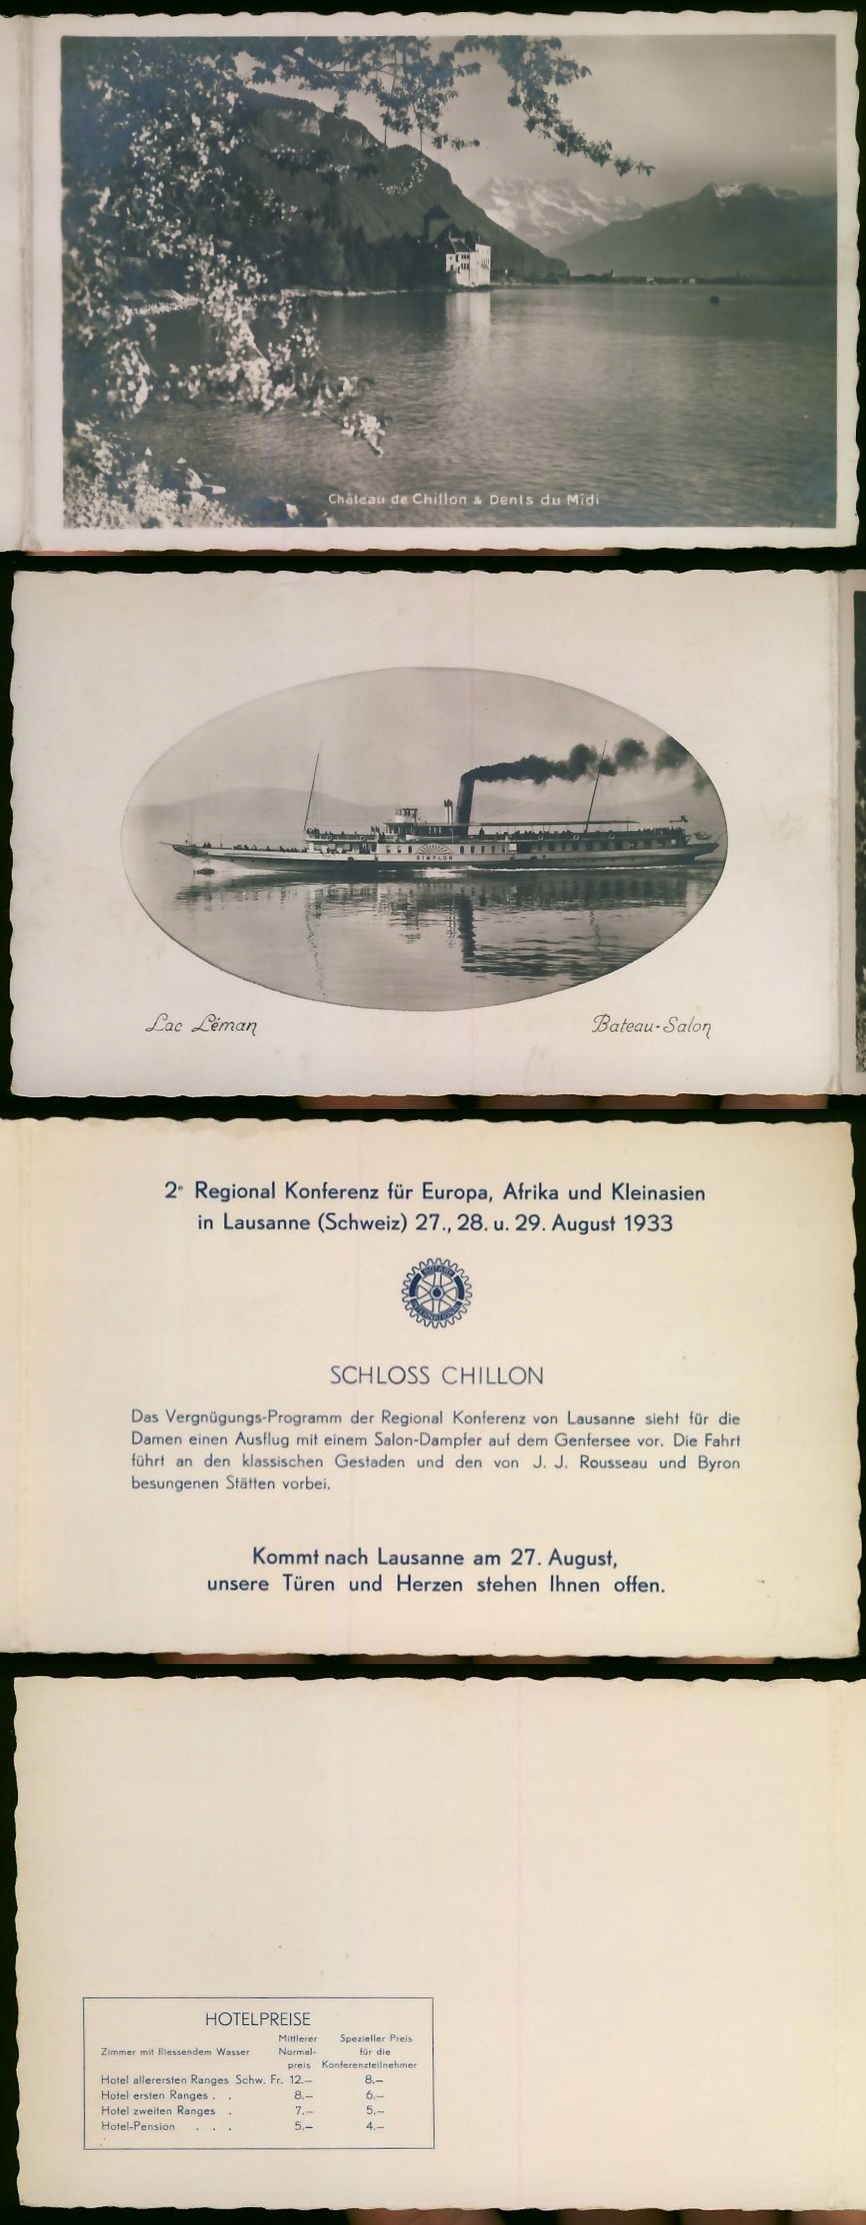 Château de Chillon & Dents du Midi
SIMPLON
Lac Léman
Bateau-Salon
2e Regional Konferenz für Europa, Afrika und Kleinasien
in Lausanne (Schweiz) 27., 28. u. 29. August 1933
ROTARY
INTERNATIONAL
SCHLOSS CHILLON
Das Vergnügungs-Programm der Regional Konferenz von Lausanne sieht für die
Damen einen Ausflug mit einem Salon-Dampfer auf dem Genfersee vor. Die Fahrt
führt an den klassischen Gestaden und den von J. J. Rousseau und Byron
besungenen Stätten vorbei.
Kommt nach Lausanne am 27. August,
unsere Türen und Herzen stehen Ihnen offen.
HOTELPREISE
Mittlerer Spezieller Preis
Zimmer mit fliessendem Wasser Normal- für die
preis Konferenzteilnehmer
Hotel allerersten Ranges Schw. Fr. 12.— 8.—
Hotel ersten Ranges . . 8.— 6.—
Hotel zweiten Ranges . 7.— 5.—
Hotel-Pension . . . 5.— 4.—